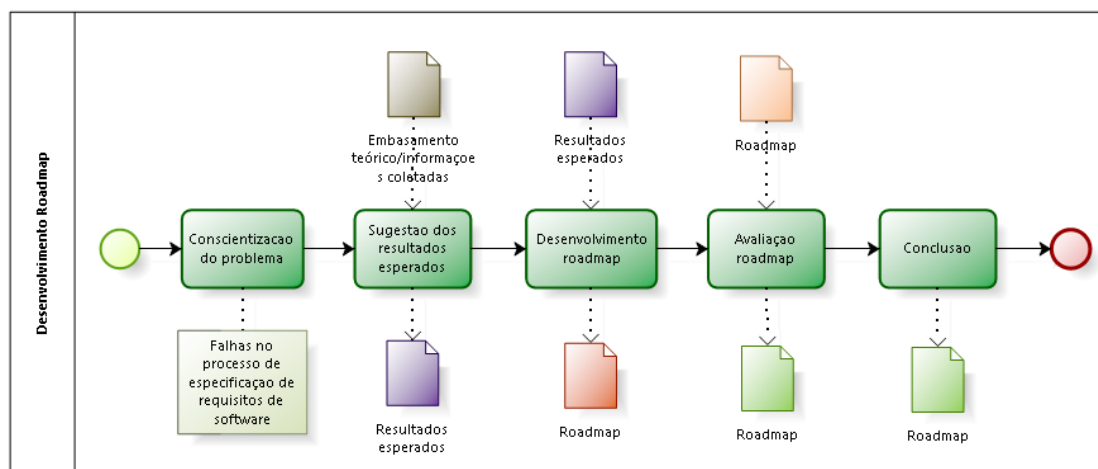 Desenvolvimento Roadmap
Embasamento
teórico/informaçoe
s coletadas
Resultados
esperados
Roadmap
Conscientizacao
do problema
Sugestao dos
resultados
esperados
Desenvolvimento
roadmap
Avaliaçao
roadmap
Conclusao
Falhas no
processo de
especificaçao de
requisitos de
software
Resultados
esperados
Roadmap
Roadmap
Roadmap